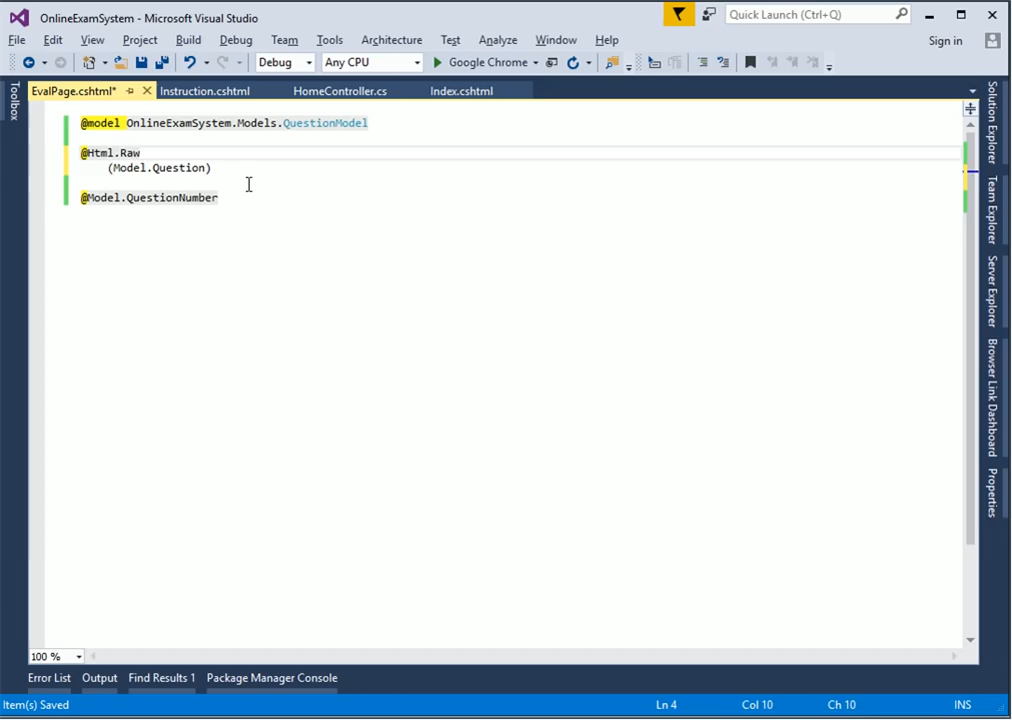 OnlineExamSystem - Microsoft Visual Studio
Quick Launch (Ctrl+Q)
File Edit View Project Build Debug Team Tools Architecture Test Analyze Window Help Sign in
Debug Any CPU Google Chrome
EvalPage.cshtml* Instruction.cshtml HomeController.cs Index.cshtml
Toolbox
@model OnlineExamSystem.Models.QuestionModel
@Html.Raw
(Model.Question)
@Model.QuestionNumber
Solution Explorer
Team Explorer
Server Explorer
Browser Link Dashboard
Properties
100 %
Error List Output Find Results 1 Package Manager Console
Item(s) Saved Ln 4 Col 10 Ch 10 INS